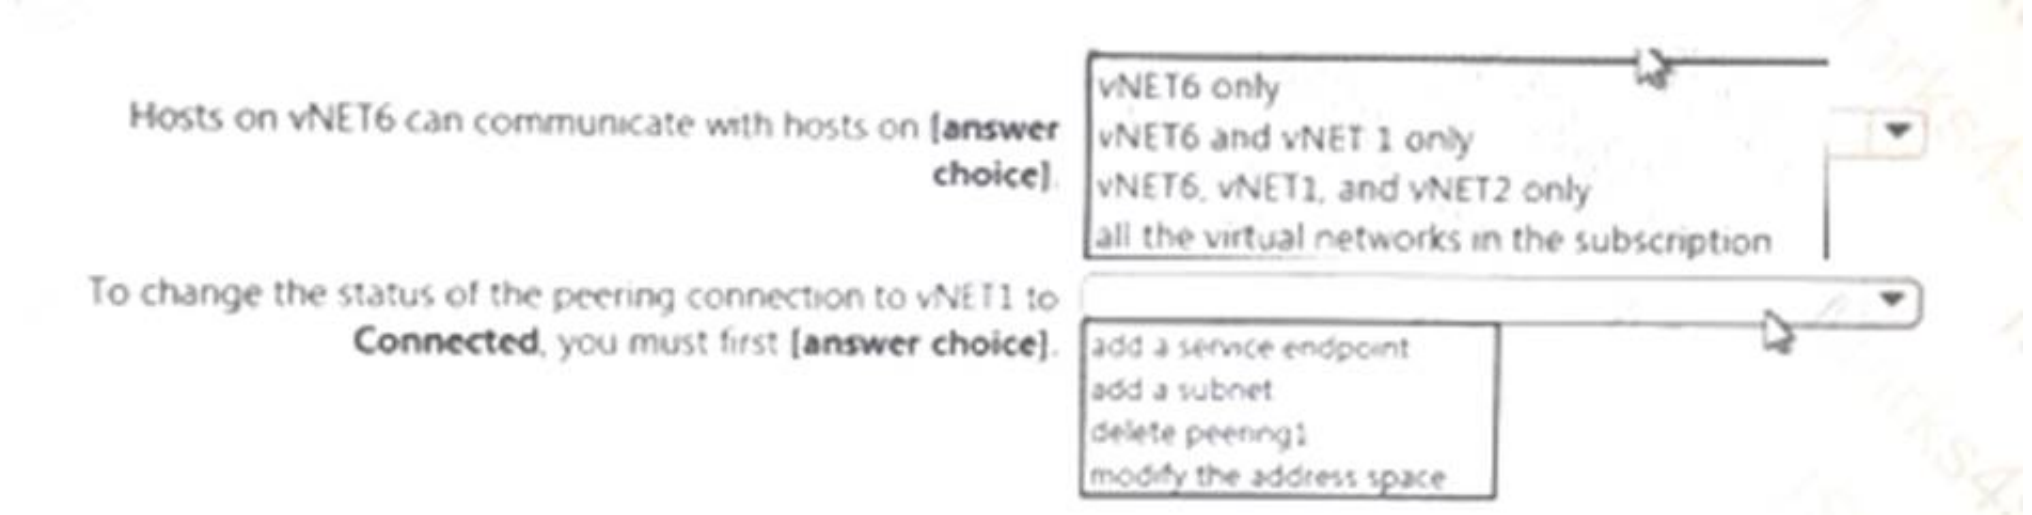 vNET6 only
Hosts on vNET6 can communicate with hosts on [answer
choice].
vNET6 and vNET 1 only
vNET6, vNET1, and vNET2 only
all the virtual networks in the subscription
To change the status of the peering connection to vNET1 to
Connected, you must first [answer choice].
add a service endpoint
add a subnet
delete peering1
modify the address space